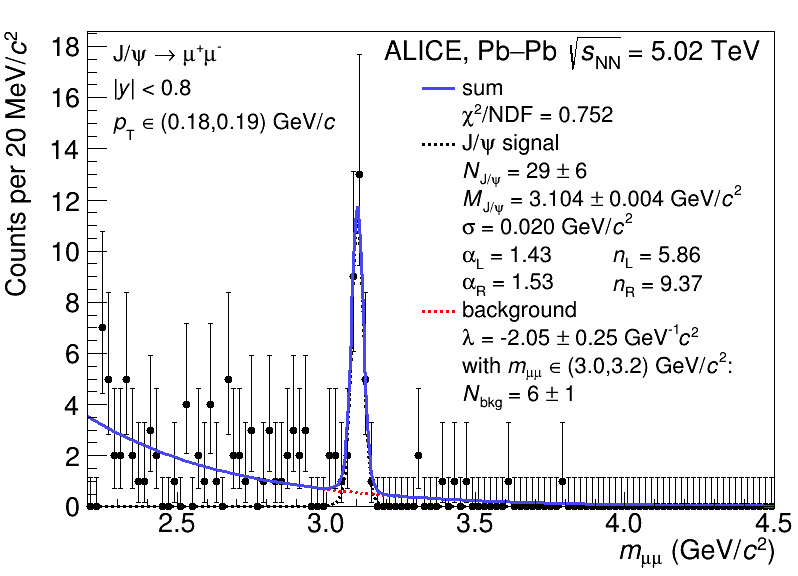 J/ψ → μ⁺μ⁻
|y| < 0.8
p_T ∈ (0.18,0.19) GeV/c
ALICE, Pb–Pb √s_NN = 5.02 TeV
sum
χ²/NDF = 0.752
J/ψ signal
N_J/ψ = 29 ± 6
M_J/ψ = 3.104 ± 0.004 GeV/c²
σ = 0.020 GeV/c²
α_L = 1.43 n_L = 5.86
α_R = 1.53 n_R = 9.37
background
λ = -2.05 ± 0.25 GeV⁻¹c²
with m_μμ ∈ (3.0,3.2) GeV/c²:
N_bkg = 6 ± 1
Counts per 20 MeV/c²
18
16
14
12
10
8
6
4
2
0
2.5 3.0 3.5 4.0 4.5
m_μμ (GeV/c²)